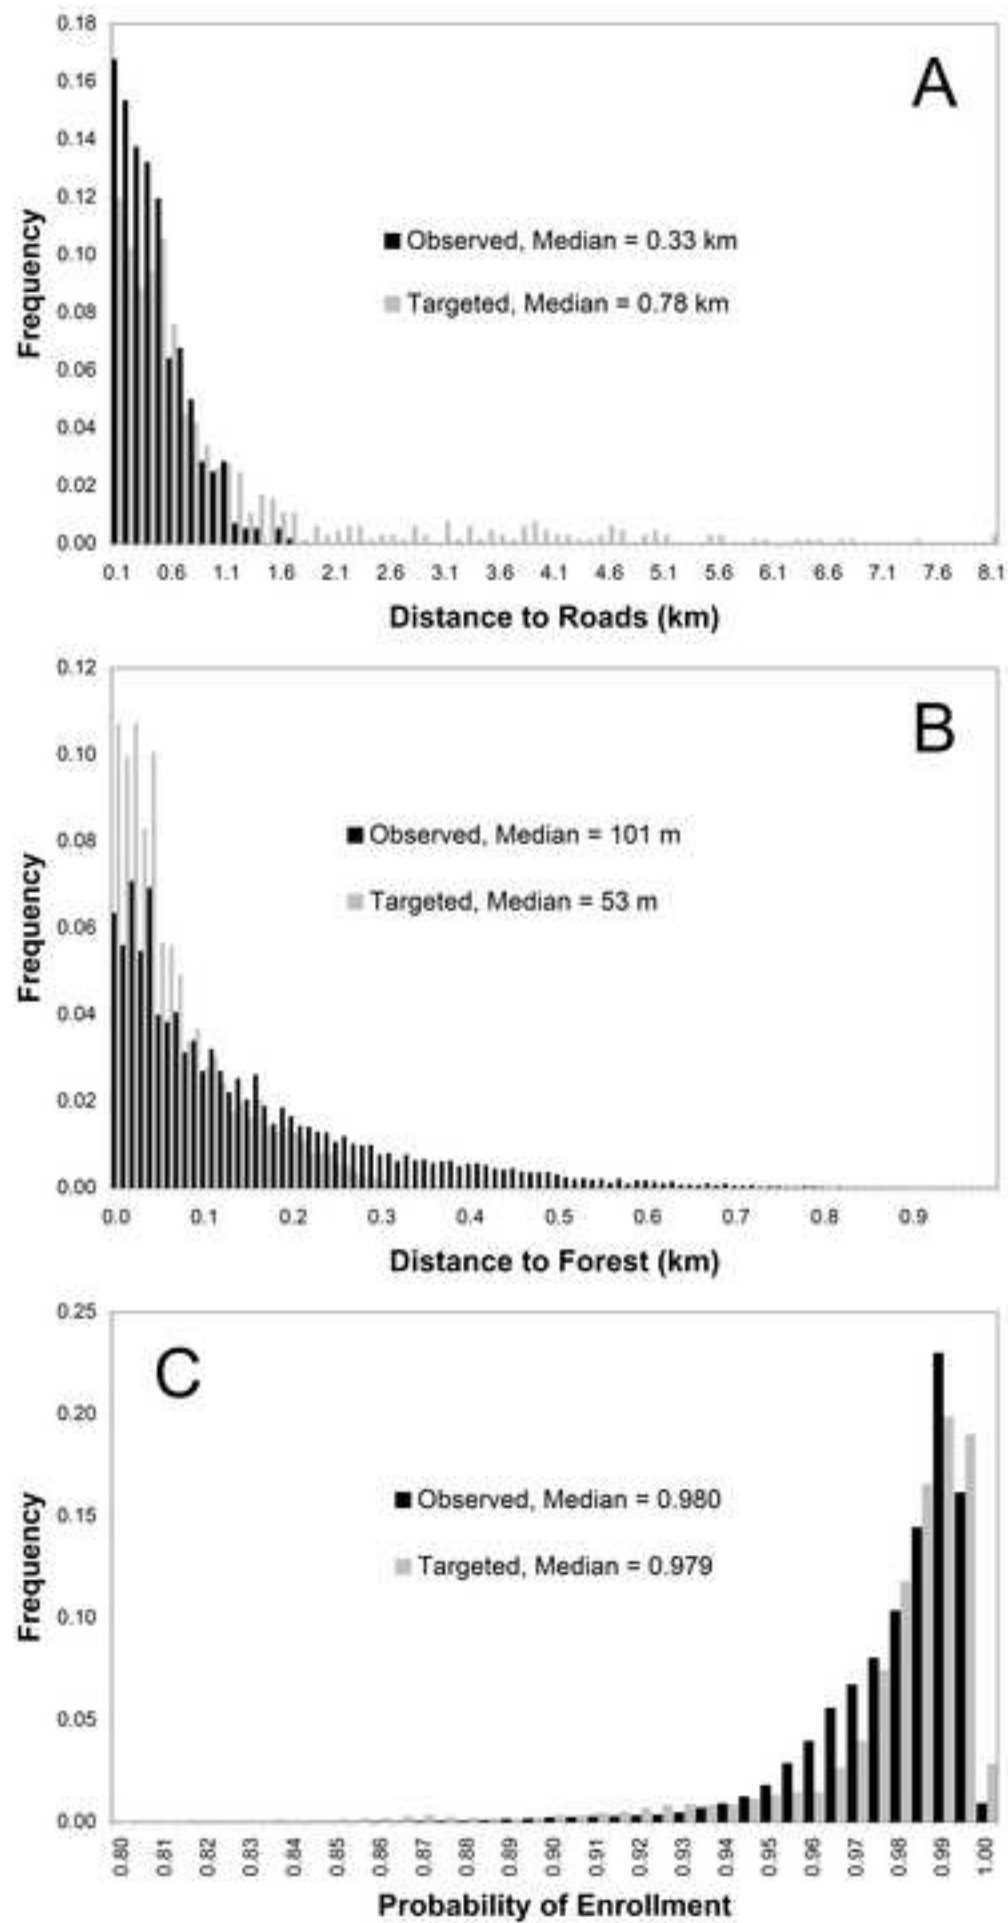 A
0.18
0.16
0.14
0.12
0.10
0.08
0.06
0.04
0.02
0.00
Frequency
Observed, Median = 0.33 km
Targeted, Median = 0.78 km
0.1 0.6 1.1 1.6 2.1 2.6 3.1 3.6 4.1 4.6 5.1 5.6 6.1 6.6 7.1 7.6 8.1
Distance to Roads (km)
B
0.12
0.10
0.08
0.06
0.04
0.02
0.00
Frequency
Observed, Median = 101 m
Targeted, Median = 53 m
0.0 0.1 0.2 0.3 0.4 0.5 0.6 0.7 0.8 0.9
Distance to Forest (km)
C
0.25
0.20
0.15
0.10
0.05
0.00
Frequency
Observed, Median = 0.980
Targeted, Median = 0.979
0.80 0.81 0.82 0.83 0.84 0.85 0.86 0.87 0.88 0.89 0.90 0.91 0.92 0.93 0.94 0.95 0.96 0.97 0.98 0.99 1.00
Probability of Enrollment